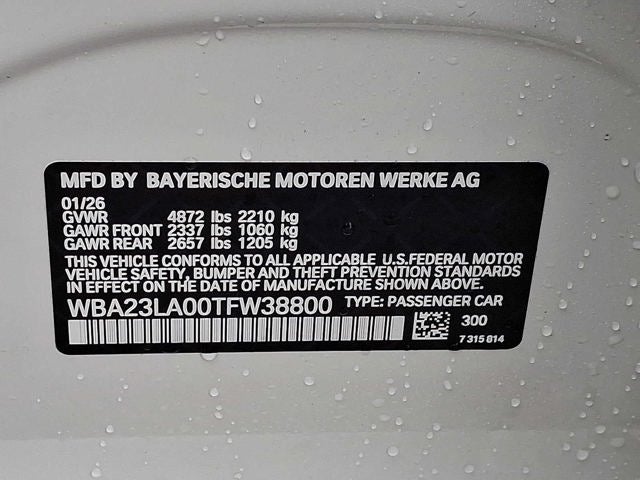 MFD BY BAYERISCHE MOTOREN WERKE AG
01/26
GVWR 4872 lbs 2210 kg
GAWR FRONT 2337 lbs 1060 kg
GAWR REAR 2657 lbs 1205 kg
THIS VEHICLE CONFORMS TO ALL APPLICABLE U.S.FEDERAL MOTOR
VEHICLE SAFETY, BUMPER AND THEFT PREVENTION STANDARDS
IN EFFECT ON THE DATE OF MANUFACTURE SHOWN ABOVE.
WBA23LA00TFW38800 TYPE: PASSENGER CAR
300
7 315 814